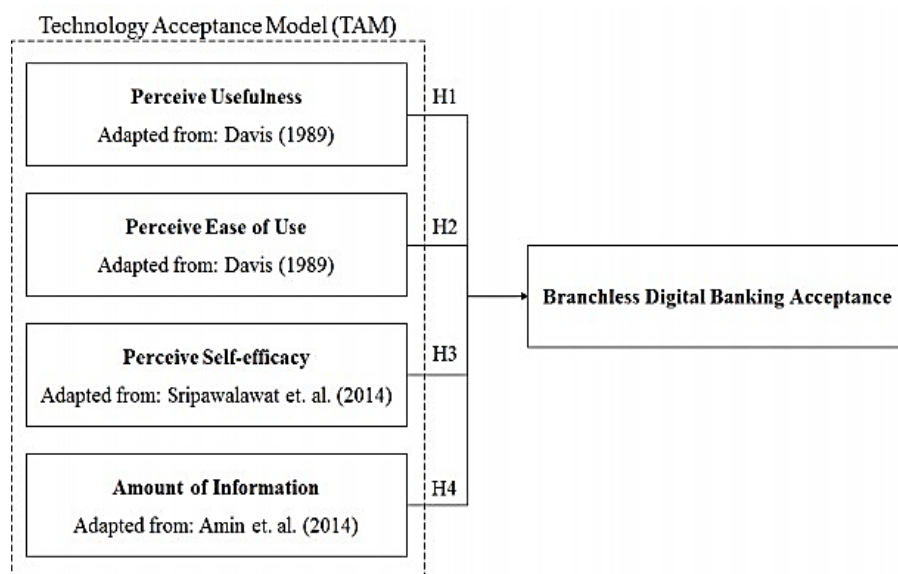 Technology Acceptance Model (TAM)
Perceive Usefulness
Adapted from: Davis (1989)
H1
Perceive Ease of Use
Adapted from: Davis (1989)
H2
Branchless Digital Banking Acceptance
Perceive Self-efficacy
Adapted from: Sripawalawat et. al. (2014)
H3
Amount of Information
Adapted from: Amin et. al. (2014)
H4